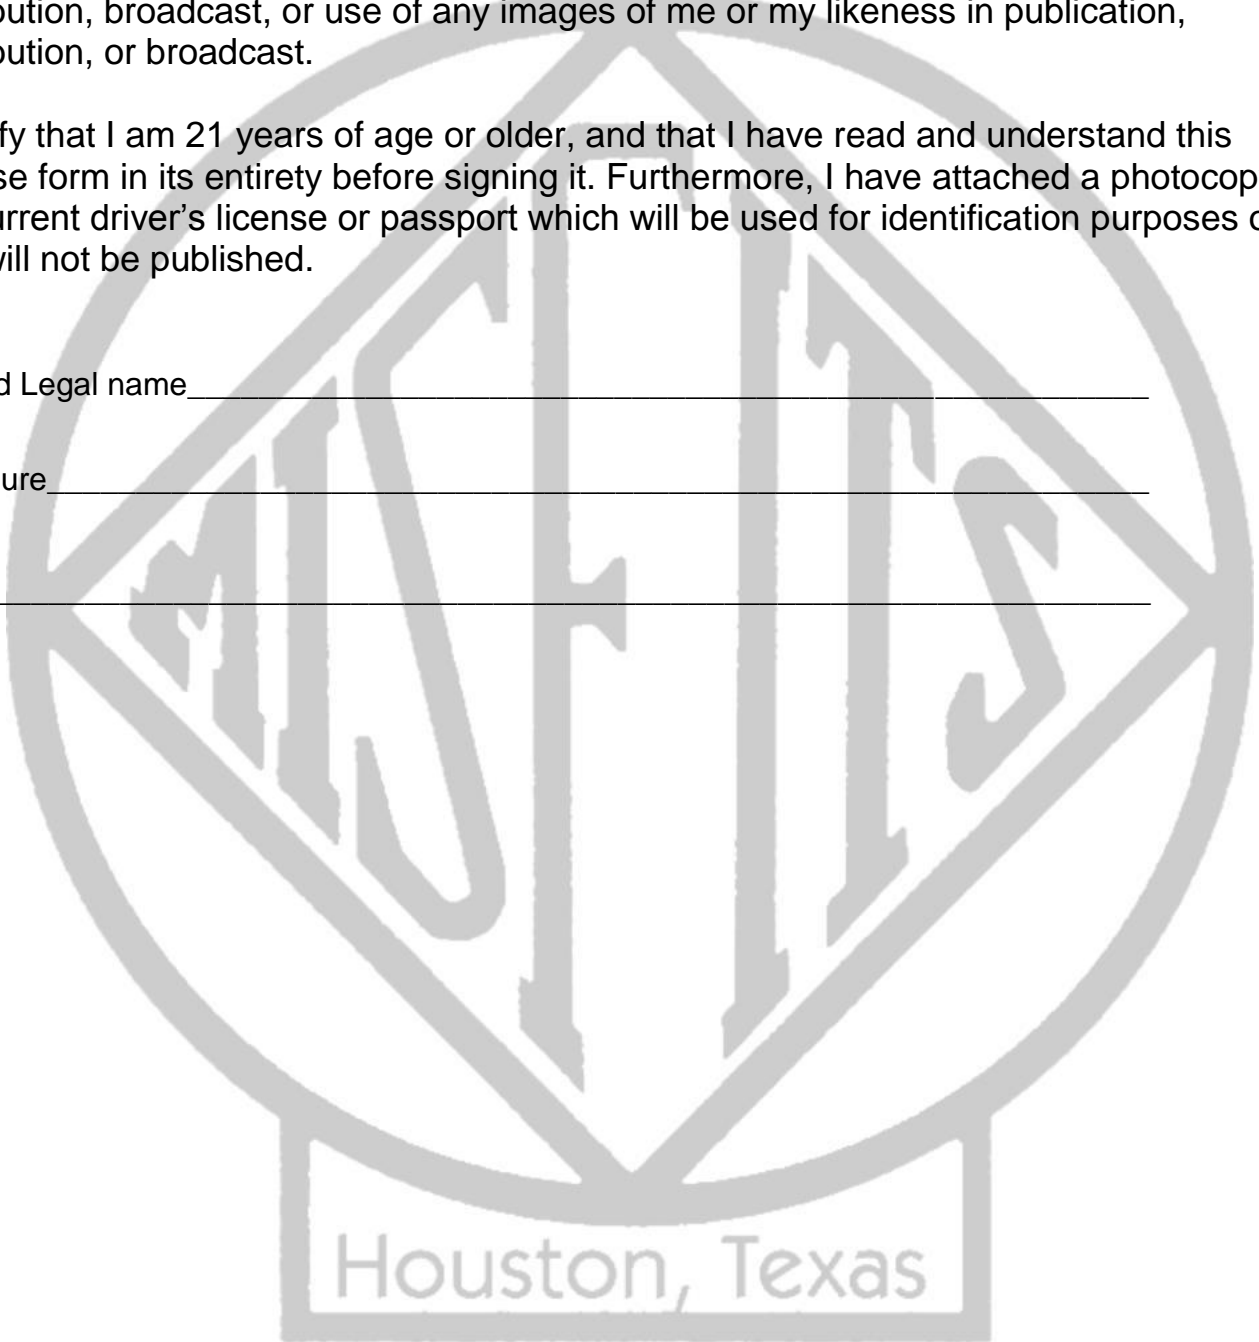 bution, broadcast, or use of any images of me or my likeness in publication,
bution, or broadcast.
fy that I am 21 years of age or older, and that I have read and understand this
se form in its entirety before signing it. Furthermore, I have attached a photocop
urrent driver's license or passport which will be used for identification purposes o
will not be published.
d Legal name
ure
MISFITS
Houston, Texas